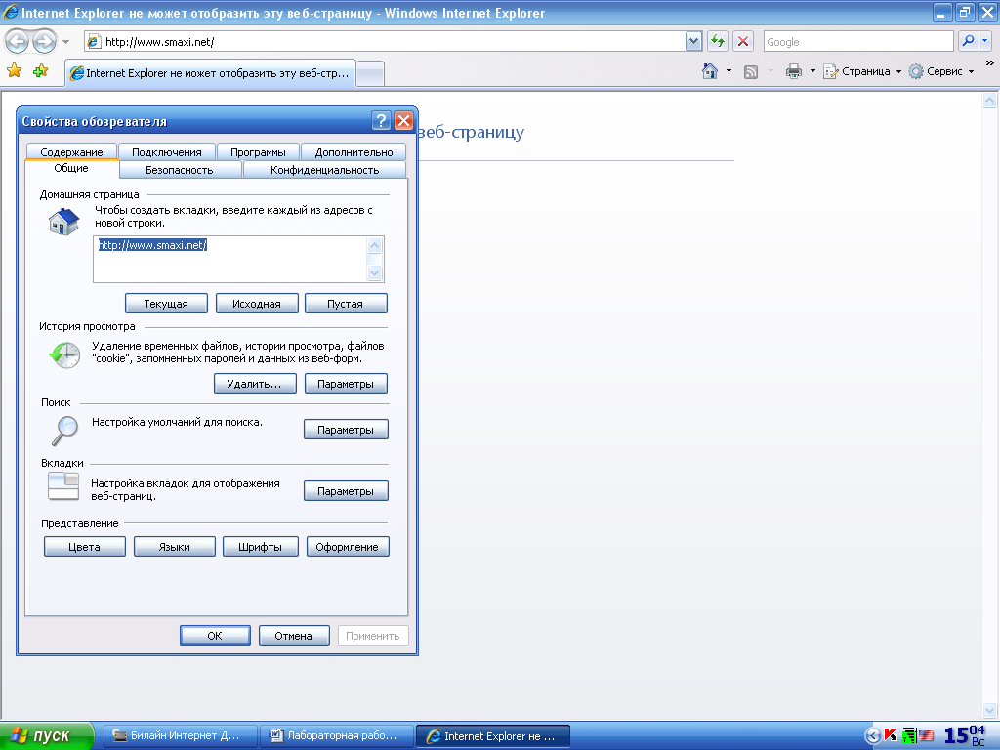 Internet Explorer не может отобразить эту веб-страницу - Windows Internet Explorer
http://www.smaxi.net/
Google
Internet Explorer не может отобразить эту веб-стр...
Страница
Сервис
»
веб-страницу
Свойства обозревателя
Содержание Подключения Программы Дополнительно
Общие Безопасность Конфиденциальность
Домашняя страница
Чтобы создать вкладки, введите каждый из адресов с
новой строки.
http://www.smaxi.net/
Текущая Исходная Пустая
История просмотра
Удаление временных файлов, истории просмотра, файлов
"cookie", запомненных паролей и данных из веб-форм.
Удалить... Параметры
Поиск
Настройка умолчаний для поиска.
Параметры
Вкладки
Настройка вкладок для отображения
веб-страниц.
Параметры
Представление
Цвета Языки Шрифты Оформление
ОК Отмена Применить
пуск
Билайн Интернет Д...
Лабораторная рабо...
Internet Explorer не ...
15 04
Вс